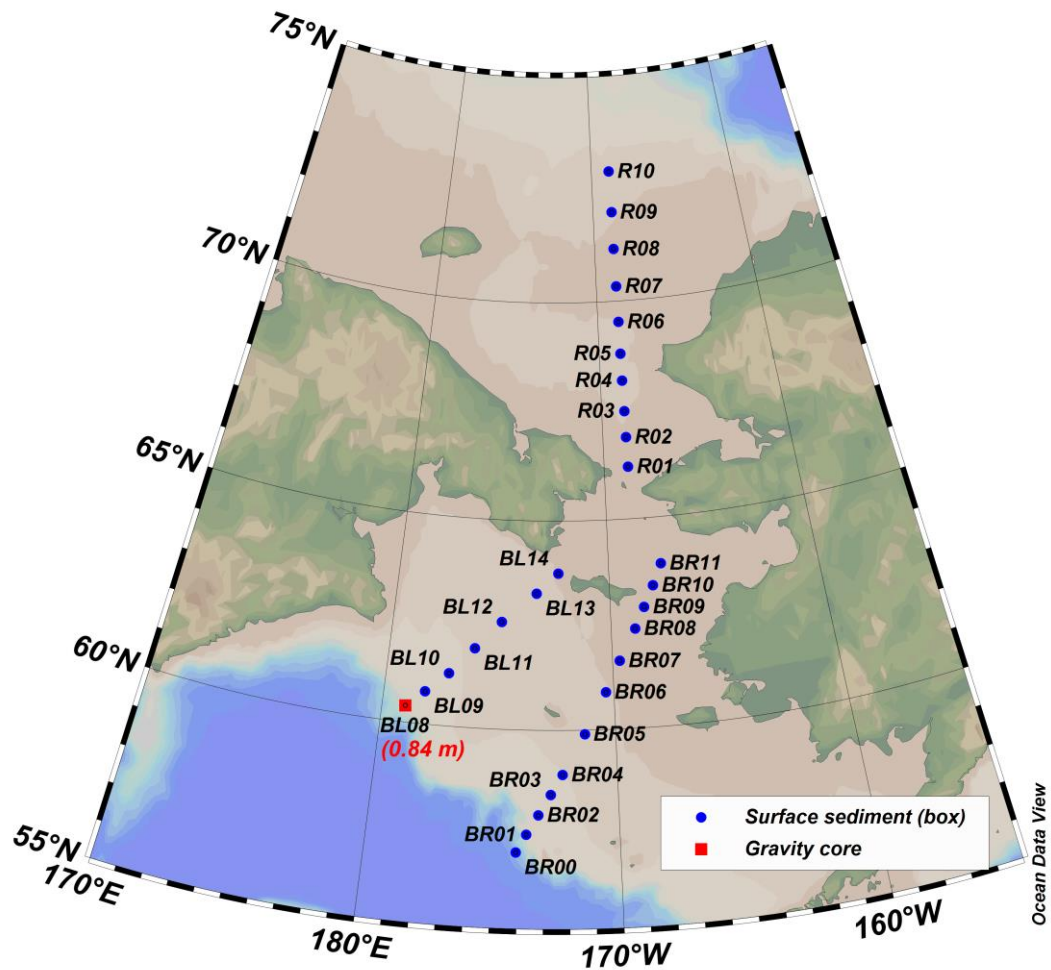 75°N
R10
R09
R08
70°N
R07
R06
R05
R04
R03
R02
65°N
R01
BL14
BR11
BR10
BL13
BR09
BL12
BR08
BL11
BR07
60°N
BL10
BR06
BL09
BL08
(0.84 m)
BR05
BR04
BR03
BR02
BR01
BR00
55°N
170°E
180°E
170°W
160°W
Surface sediment (box)
Gravity core
Ocean Data View